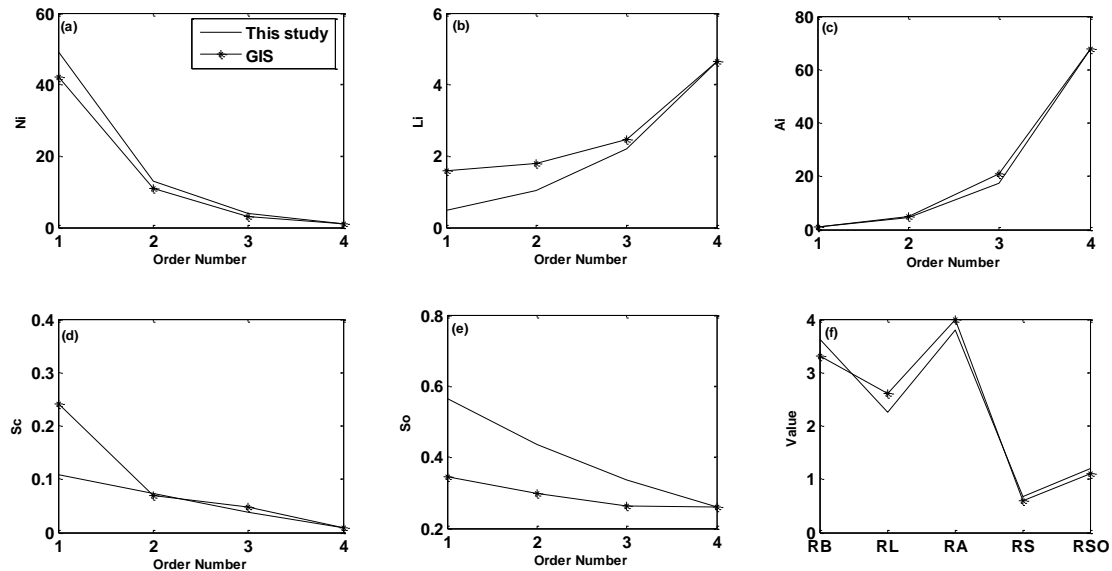 (a)
This study
GIS
60
40
20
0
Ni
1 2 3 4
Order Number
(b)
6
4
2
0
Li
1 2 3 4
Order Number
(c)
80
60
40
20
0
Ai
1 2 3 4
Order Number
(d)
0.4
0.3
0.2
0.1
0
Sc
1 2 3 4
Order Number
(e)
0.8
0.6
0.4
0.2
So
1 2 3 4
Order Number
(f)
4
3
2
1
0
Value
RB RL RA RS RSO